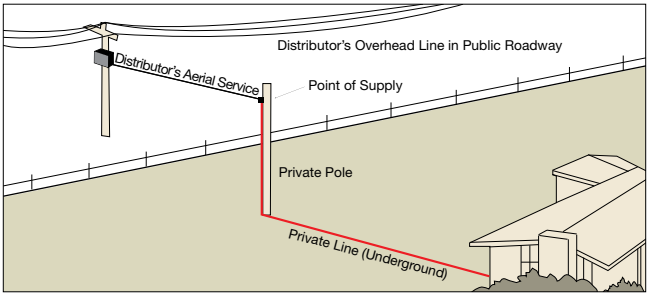 Distributor's Overhead Line in Public Roadway
Distributor's Aerial Service
Point of Supply
Private Pole
Private Line (Underground)